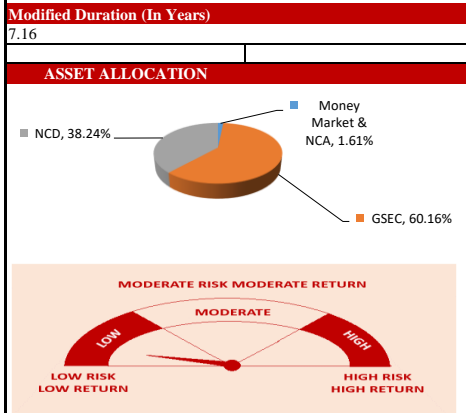 Modified Duration (In Years)
7.16
ASSET ALLOCATION
Money
Market &
NCA, 1.61%
NCD, 38.24%
GSEC, 60.16%
MODERATE RISK MODERATE RETURN
MODERATE
LOW
HIGH
LOW RISK
LOW RETURN
HIGH RISK
HIGH RETURN